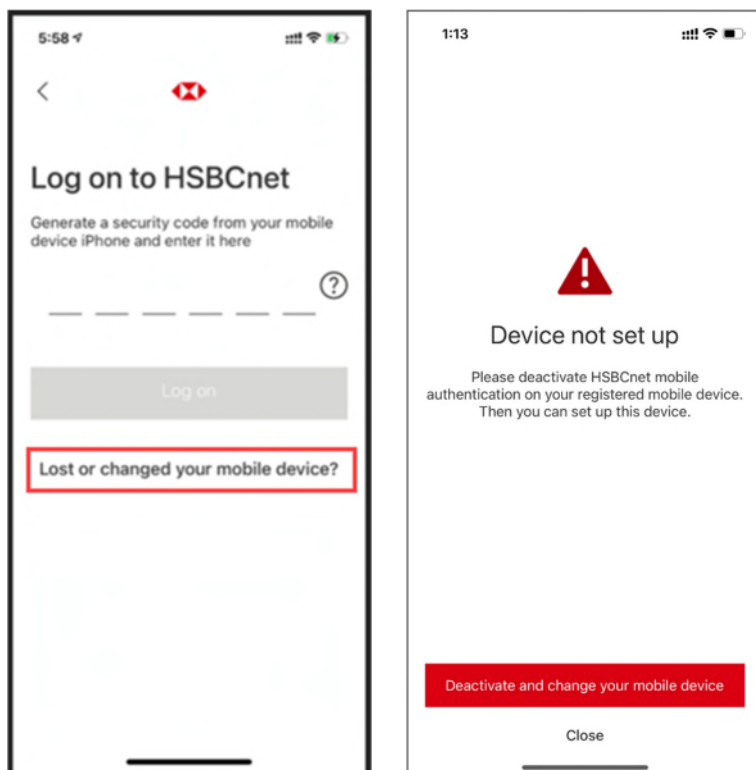 5:58
Log on to HSBCnet
Generate a security code from your mobile
device iPhone and enter it here
?
Log on
Lost or changed your mobile device?
1:13
!
Device not set up
Please deactivate HSBCnet mobile
authentication on your registered mobile device.
Then you can set up this device.
Deactivate and change your mobile device
Close